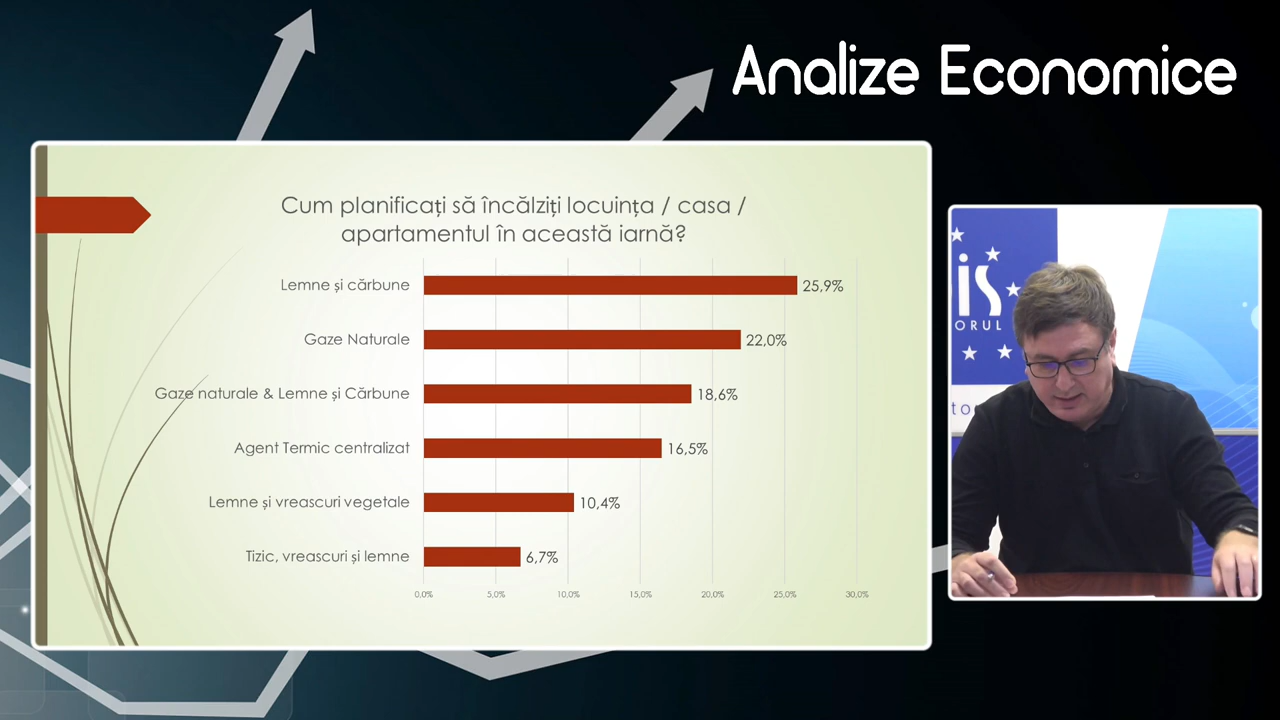 Analize Economice
Cum planificați să încălziți locuința / casa /
apartamentul în această iarnă?
Lemne și cărbune
25,9%
Gaze Naturale
22,0%
Gaze naturale & Lemne și Cărbune
18,6%
Agent Termic centralizat
16,5%
Lemne și vreascuri vegetale
10,4%
Tizic, vreascuri și lemne
6,7%
0,0% 5,0% 10,0% 15,0% 20,0% 25,0% 30,0%
is
ORUL